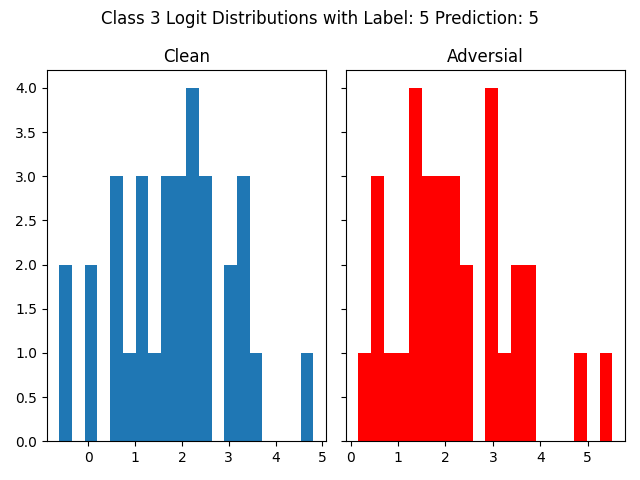 Class 3 Logit Distributions with Label: 5 Prediction: 5
Clean
Adversial
4.0
3.5
3.0
2.5
2.0
1.5
1.0
0.5
0.0
0 1 2 3 4 5
0 1 2 3 4 5